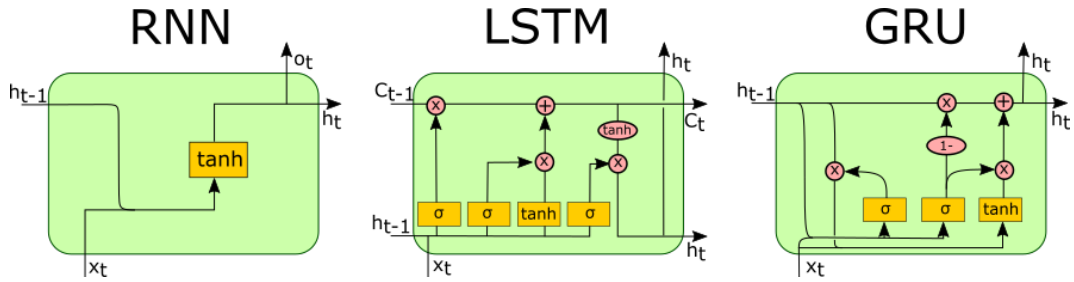 RNN
oₜ
hₜ₋₁
hₜ
tanh
xₜ
LSTM
hₜ
Cₜ₋₁
x
+
Cₜ
tanh
x
x
σ
σ
tanh
σ
hₜ₋₁
hₜ
xₜ
GRU
hₜ
hₜ₋₁
x
+
hₜ
1-
x
x
σ
σ
tanh
xₜ